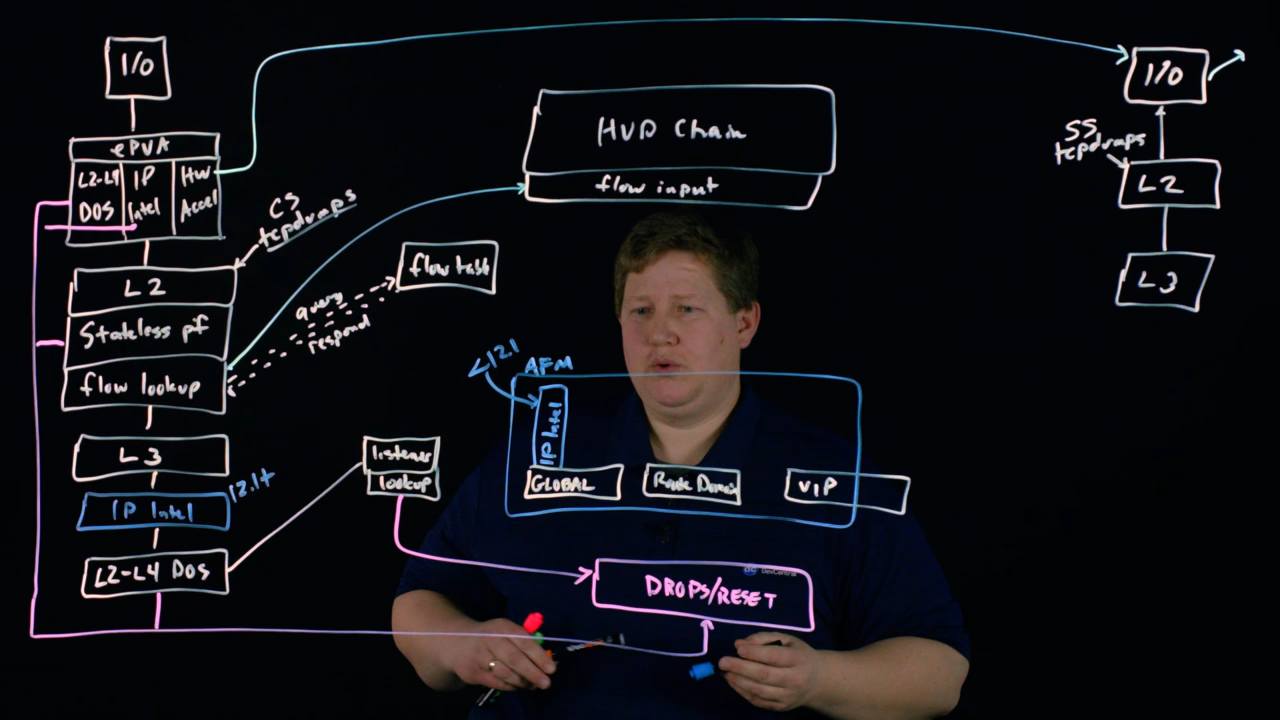 I/O
ePVA
L2-L4
DOS
IP
Intel
HW
Accel
CS
tcpdumps
L2
Stateless pf
flow lookup
L3
IP Intel
12.1+
L2-L4 DOS
query
respond
flow table
listener
lookup
HUD Chain
flow input
<12.1
AFM
IP Intel
GLOBAL
Route Domain
VIP
DevCentral
DROPS/RESET
I/O
SS
tcpdumps
L2
L3